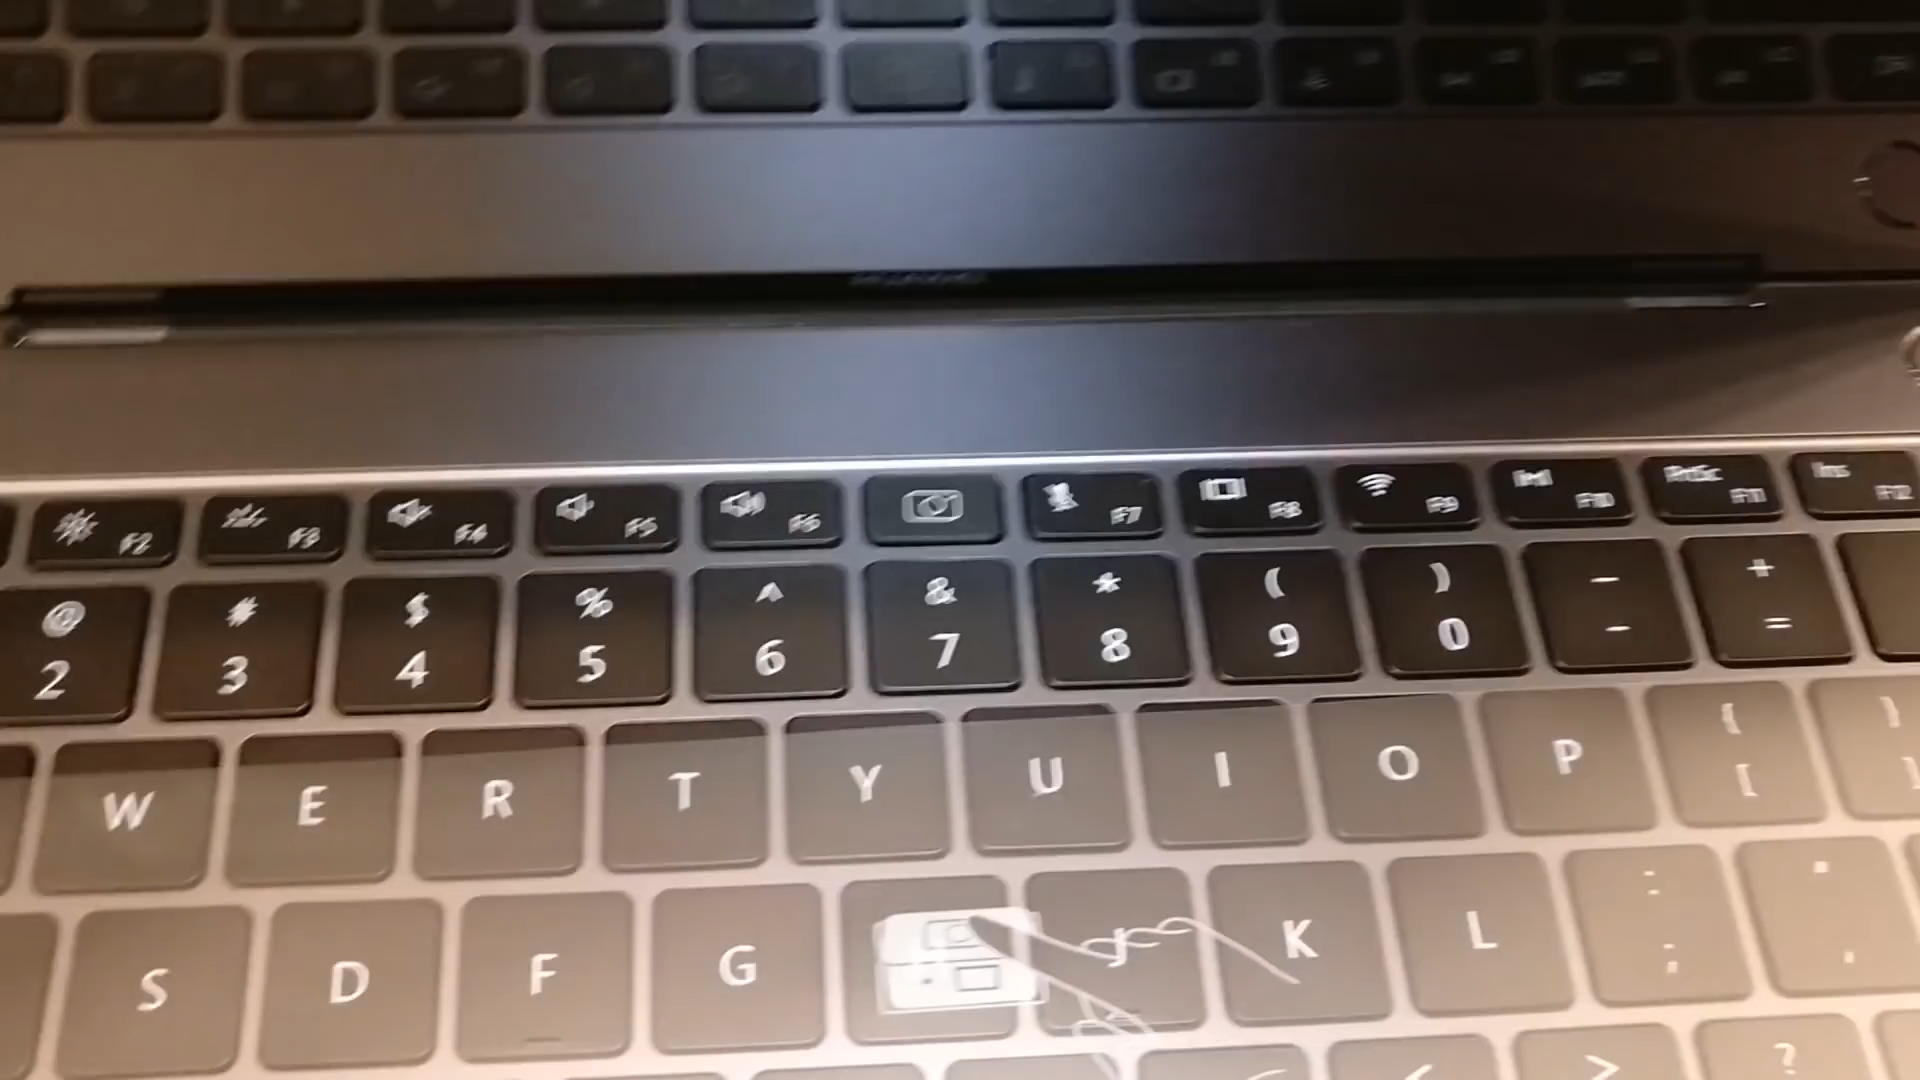 F2 F3 F4 F5 F6 F7 F8 F9 F10 PrtSc F11 Ins F12
@ # $ % ^ & * ( ) _ +
2 3 4 5 6 7 8 9 0 - =
W E R T Y U I O P { [ } ]
S D F G J K L : ; " '
< > ?